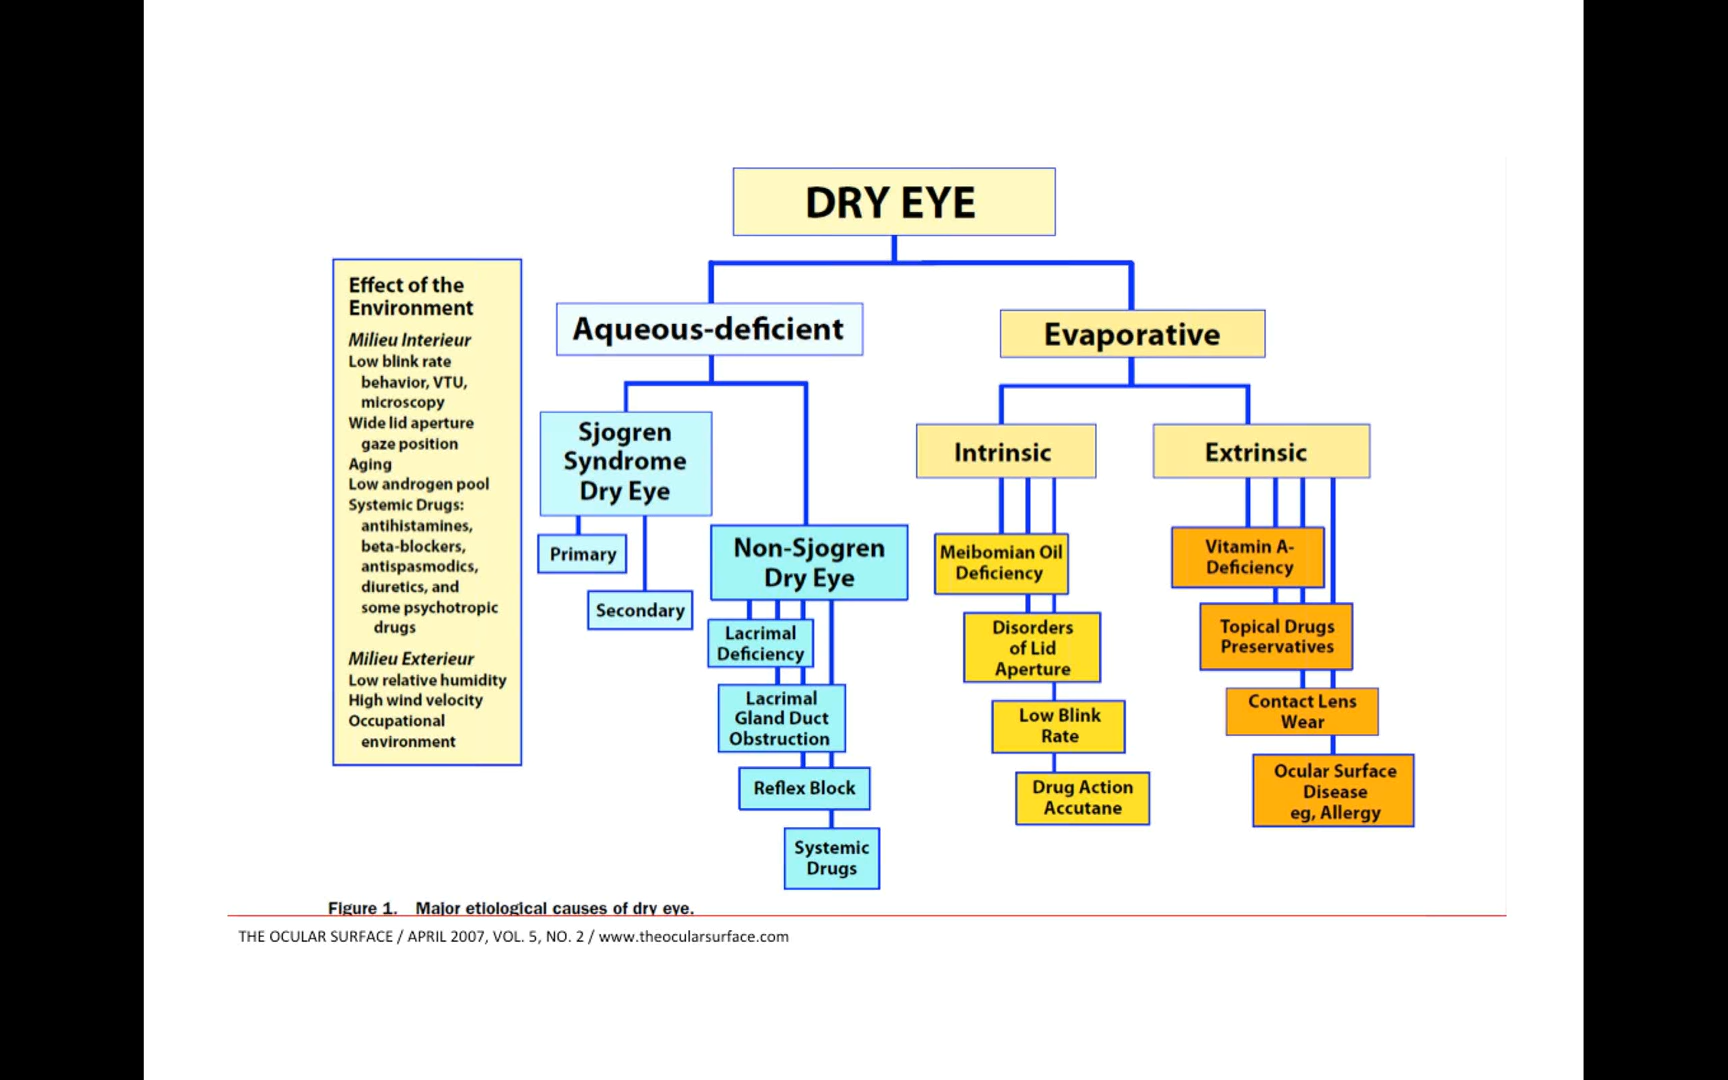 DRY EYE
Effect of the
Environment
Milieu Interieur
Low blink rate
behavior, VTU,
microscopy
Wide lid aperture
gaze position
Aging
Low androgen pool
Systemic Drugs:
antihistamines,
beta-blockers,
antispasmodics,
diuretics, and
some psychotropic
drugs
Milieu Exterieur
Low relative humidity
High wind velocity
Occupational
environment
Aqueous-deficient
Sjogren
Syndrome
Dry Eye
Primary
Secondary
Non-Sjogren
Dry Eye
Lacrimal
Deficiency
Lacrimal
Gland Duct
Obstruction
Reflex Block
Systemic
Drugs
Evaporative
Intrinsic
Meibomian Oil
Deficiency
Disorders
of Lid
Aperture
Low Blink
Rate
Drug Action
Accutane
Extrinsic
Vitamin A-
Deficiency
Topical Drugs
Preservatives
Contact Lens
Wear
Ocular Surface
Disease
eg, Allergy
Figure 1. Major etiological causes of dry eye.
THE OCULAR SURFACE / APRIL 2007, VOL. 5, NO. 2 / www.theocularsurface.com